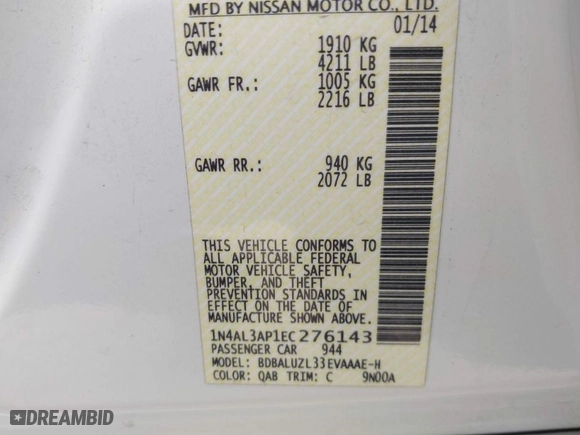 MFD BY NISSAN MOTOR CO., LTD.
DATE: 01/14
GVWR: 1910 KG
4211 LB
GAWR FR.: 1005 KG
2216 LB
GAWR RR.: 940 KG
2072 LB
THIS VEHICLE CONFORMS TO
ALL APPLICABLE FEDERAL
MOTOR VEHICLE SAFETY,
BUMPER, AND THEFT
PREVENTION STANDARDS IN
EFFECT ON THE DATE OF
MANUFACTURE SHOWN ABOVE.
1N4AL3AP1EC276143
PASSENGER CAR 944
MODEL: BDBALUZL33EVAAAE-H
COLOR: QAB TRIM: C 9N00A
DREAMBID